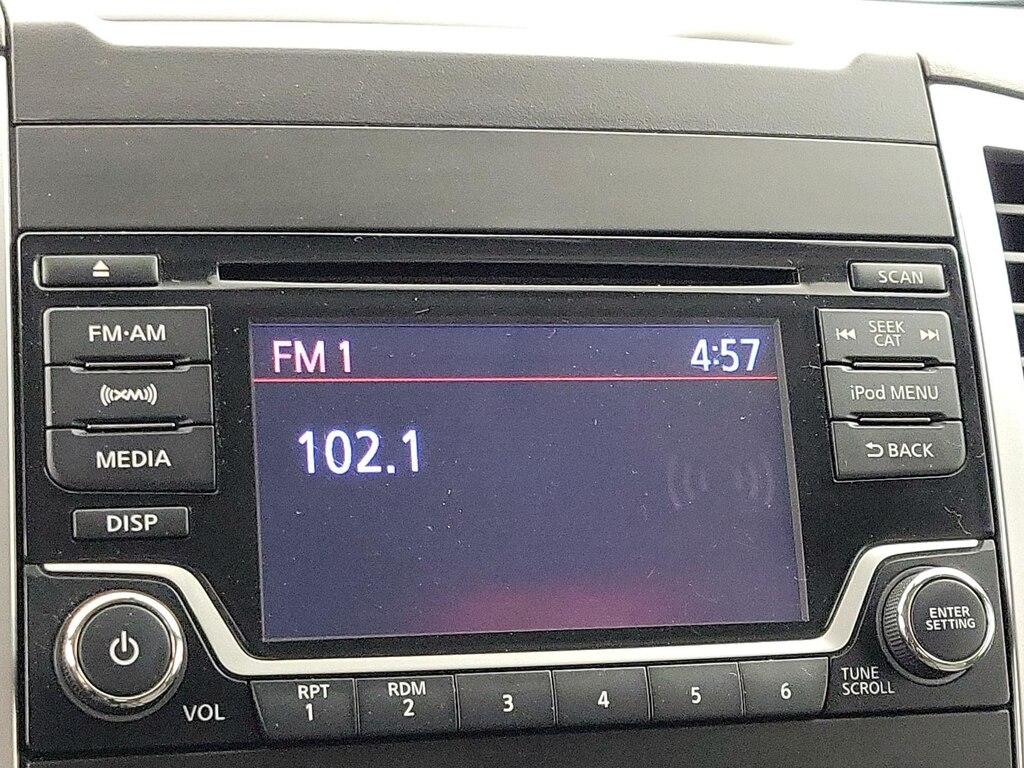 SCAN
FM·AM
SEEK
CAT
FM 1
4:57
XM
iPod MENU
102.1
MEDIA
BACK
DISP
ENTER
SETTING
VOL
RPT
1
RDM
2
3
4
5
6
TUNE
SCROLL